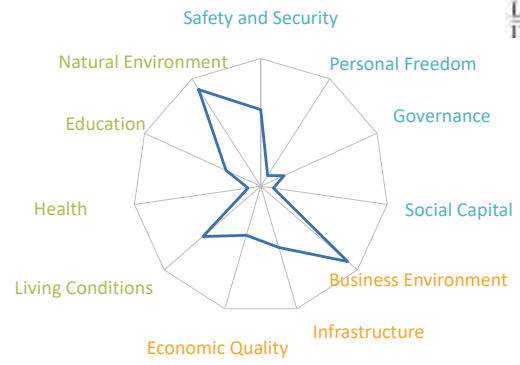 Safety and Security
Natural Environment
Personal Freedom
Education
Governance
Health
Social Capital
Living Conditions
Business Environment
Infrastructure
Economic Quality